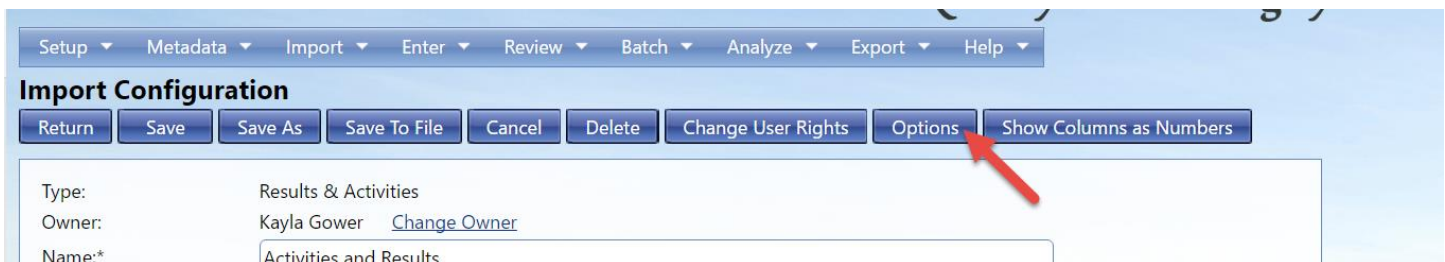 Setup Metadata Import Enter Review Batch Analyze Export Help
Import Configuration
Return Save Save As Save To File Cancel Delete Change User Rights Options Show Columns as Numbers
Type: Results & Activities
Owner: Kayla Gower Change Owner
Name:* Activities and Results